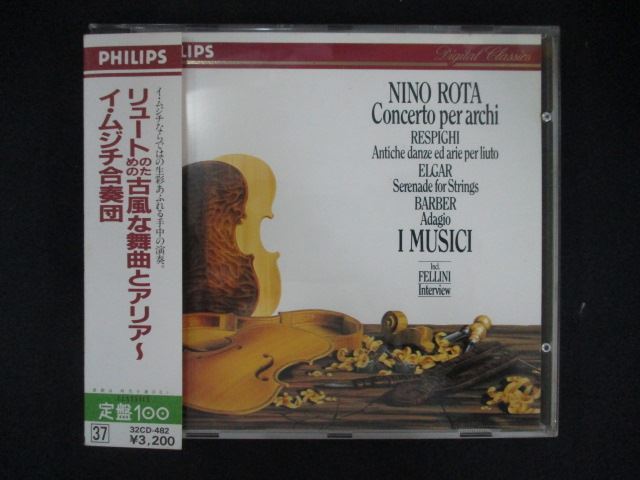 PHILIPS
イ・ムジチならではの生彩あふれる手中の演奏。
リュートのための古風な舞曲とアリア~
イ・ムジチ合奏団
定盤100
37
32CD-482
¥3,200
PHILIPS
Digital Classics
NINO ROTA
Concerto per archi
RESPIGHI
Antiche danze ed arie per liuto
ELGAR
Serenade for Strings
BARBER
Adagio
I MUSICI
Incl.
FELLINI
Interview